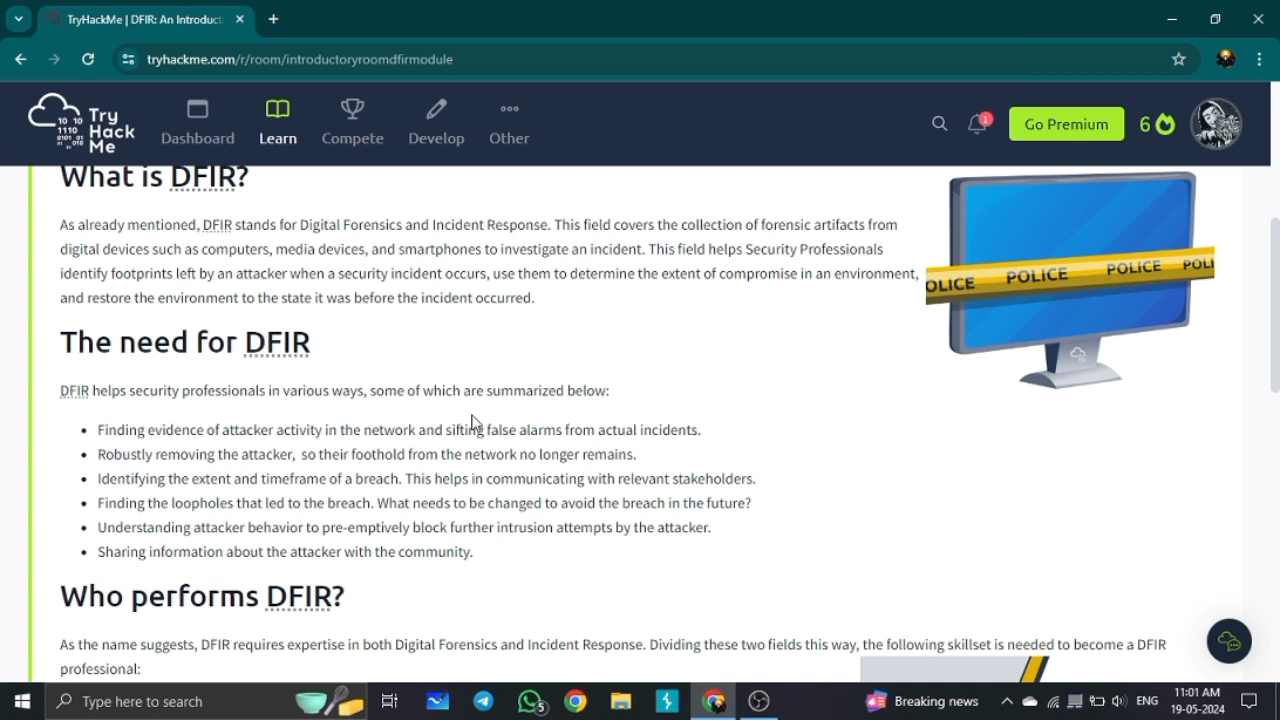 TryHackMe | DFIR: An Introduct
tryhackme.com/r/room/introductoryroomdfirmodule
Try
Hack
Me
Dashboard
Learn
Compete
Develop
Other
1
Go Premium
6
What is DFIR?
As already mentioned, DFIR stands for Digital Forensics and Incident Response. This field covers the collection of forensic artifacts from
digital devices such as computers, media devices, and smartphones to investigate an incident. This field helps Security Professionals
identify footprints left by an attacker when a security incident occurs, use them to determine the extent of compromise in an environment,
and restore the environment to the state it was before the incident occurred.
OLICE POLICE POLICE POLI
The need for DFIR
DFIR helps security professionals in various ways, some of which are summarized below:
• Finding evidence of attacker activity in the network and sifting false alarms from actual incidents.
• Robustly removing the attacker, so their foothold from the network no longer remains.
• Identifying the extent and timeframe of a breach. This helps in communicating with relevant stakeholders.
• Finding the loopholes that led to the breach. What needs to be changed to avoid the breach in the future?
• Understanding attacker behavior to pre-emptively block further intrusion attempts by the attacker.
• Sharing information about the attacker with the community.
Who performs DFIR?
As the name suggests, DFIR requires expertise in both Digital Forensics and Incident Response. Dividing these two fields this way, the following skillset is needed to become a DFIR
professional:
Type here to search
5
Breaking news
ENG
11:01 AM
19-05-2024